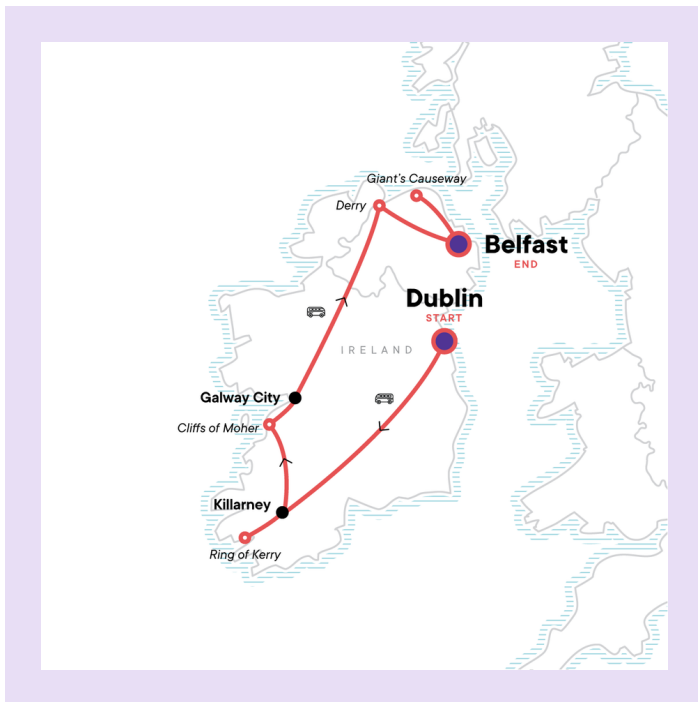 Giant's Causeway
Derry
Belfast
END
Dublin
START
IRELAND
Galway City
Cliffs of Moher
Killarney
Ring of Kerry